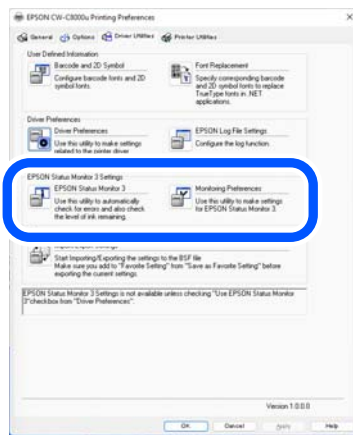 EPSON CW-C8000u Printing Preferences
General
Options
Driver Utilities
Printer Utilities
User Defined Information
Barcode and 2D Symbol
Configure barcode fonts and 2D
symbol fonts.
Font Replacement
Specify corresponding barcode
and 2D symbol fonts to replace
TrueType fonts in .NET
applications.
Driver Preferences
Driver Preferences
Use this utility to make settings
related to the printer driver
EPSON Log File Settings
Configure the log function.
EPSON Status Monitor 3 Settings
EPSON Status Monitor 3
Use this utility to automatically
check for errors and also check
the level of ink remaining.
Monitoring Preferences
Use this utility to make settings
for EPSON Status Monitor 3.
Import/Export Settings
Start Importing/Exporting the settings to the BSF file
Make sure you add to "Favorite Setting" from "Save as Favorite Setting" before
exporting the current settings.
EPSON Status Monitor 3 Settings is not available unless checking "Use EPSON Status Monitor
3"checkbox from "Driver Preferences".
Version 1.0.0.0
OK
Cancel
Apply
Help